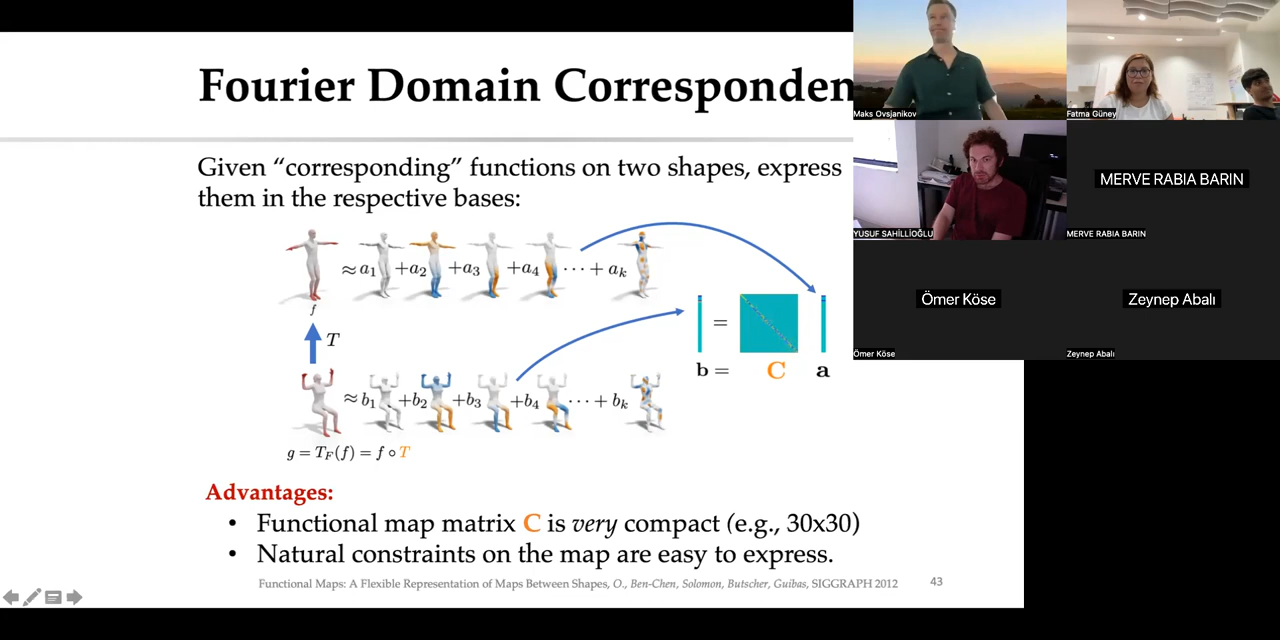 Fourier Domain Corresponden
Given “corresponding” functions on two shapes, express
them in the respective bases:
≈ a₁ + a₂ + a₃ + a₄ ··· + aₖ
f
T
b = C a
≈ b₁ + b₂ + b₃ + b₄ ··· + bₖ
g = T_F(f) = f ∘ T
Advantages:
• Functional map matrix C is very compact (e.g., 30x30)
• Natural constraints on the map are easy to express.
Functional Maps: A Flexible Representation of Maps Between Shapes, O., Ben-Chen, Solomon, Butscher, Guibas, SIGGRAPH 2012
43
Maks Ovsjanikov
Fatma Güney
YUSUF SAHİLLİOĞLU
MERVE RABIA BARIN
MERVE RABIA BARIN
Ömer Köse
Ömer Köse
Zeynep Abalı
Zeynep Abalı